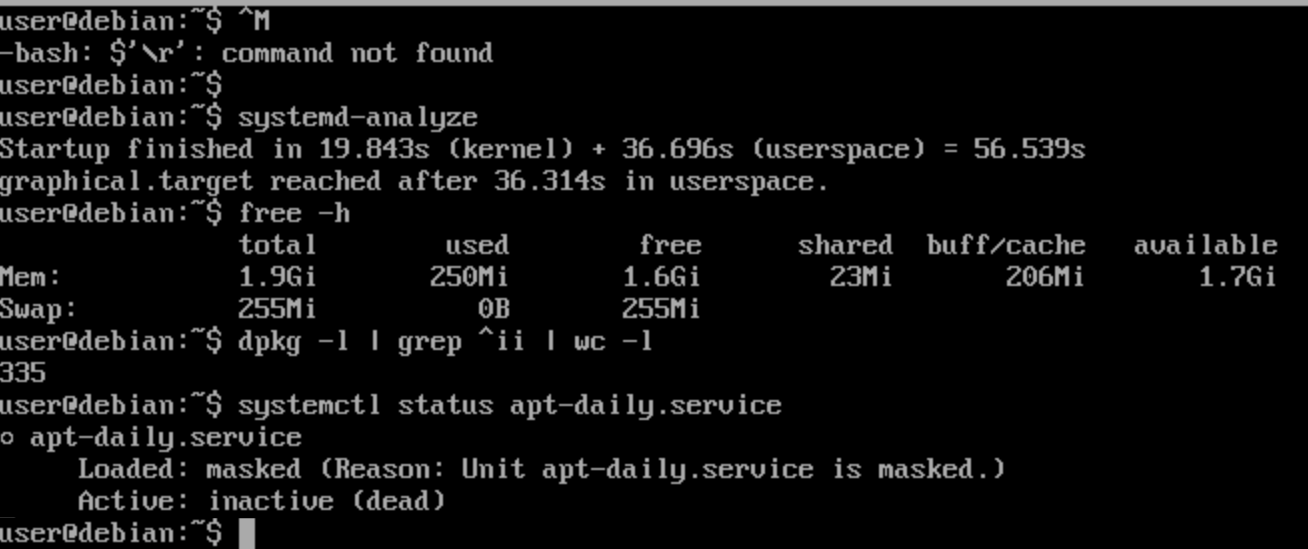 user@debian:~$ ^M
-bash: $'\r': command not found
user@debian:~$
user@debian:~$ systemd-analyze
Startup finished in 19.843s (kernel) + 36.696s (userspace) = 56.539s
graphical.target reached after 36.314s in userspace.
user@debian:~$ free -h
               total        used        free      shared  buff/cache   available
Mem:           1.9Gi       250Mi       1.6Gi        23Mi       206Mi       1.7Gi
Swap:          255Mi          0B       255Mi
user@debian:~$ dpkg -l | grep ^ii | wc -l
335
user@debian:~$ systemctl status apt-daily.service
○ apt-daily.service
     Loaded: masked (Reason: Unit apt-daily.service is masked.)
     Active: inactive (dead)
user@debian:~$